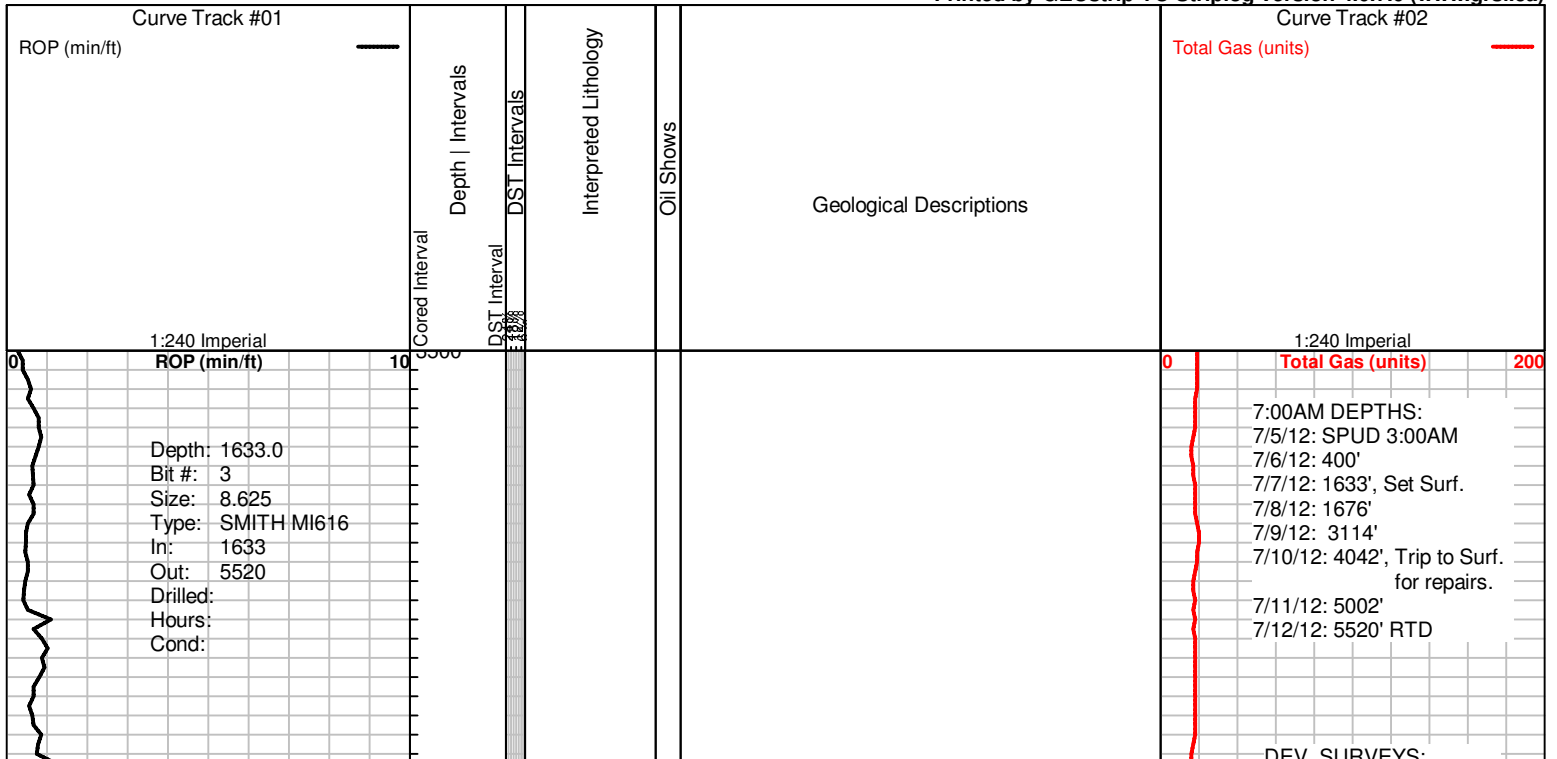 Curve Track #01
ROP (min/ft)
1:240 Imperial
Cored Interval
Depth | Intervals
DST Interval
DST Intervals
Interpreted Lithology
Oil Shows
Geological Descriptions
Curve Track #02
Total Gas (units)
1:240 Imperial
0 ROP (min/ft) 10
3500
0 Total Gas (units) 200
Depth: 1633.0
Bit #: 3
Size: 8.625
Type: SMITH MI616
In: 1633
Out: 5520
Drilled:
Hours:
Cond:
7:00AM DEPTHS:
7/5/12: SPUD 3:00AM
7/6/12: 400'
7/7/12: 1633', Set Surf.
7/8/12: 1676'
7/9/12: 3114'
7/10/12: 4042', Trip to Surf.
for repairs.
7/11/12: 5002'
7/12/12: 5520' RTD
DEV. SURVEYS: